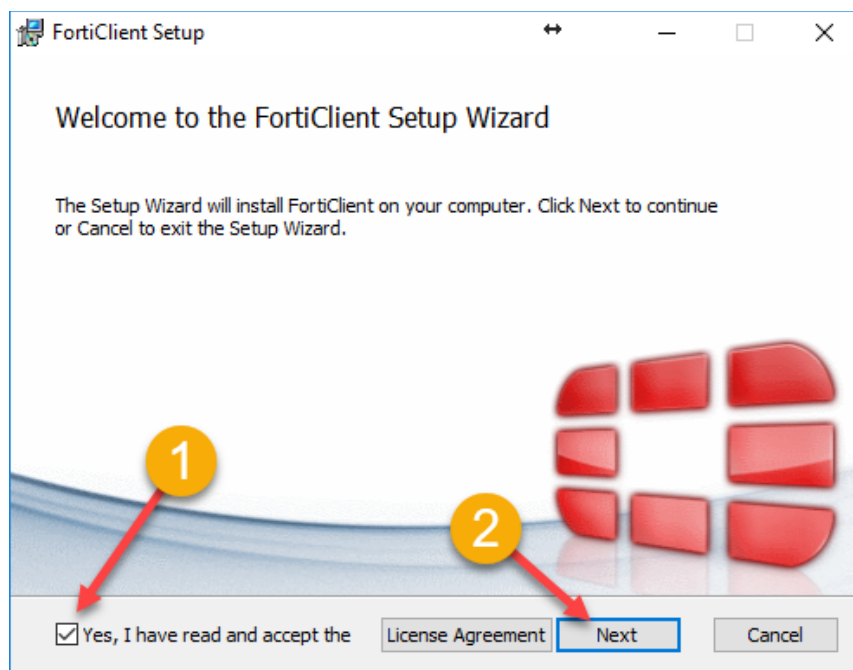 FortiClient Setup
Welcome to the FortiClient Setup Wizard
The Setup Wizard will install FortiClient on your computer. Click Next to continue
or Cancel to exit the Setup Wizard.
1
2
Yes, I have read and accept the License Agreement Next Cancel